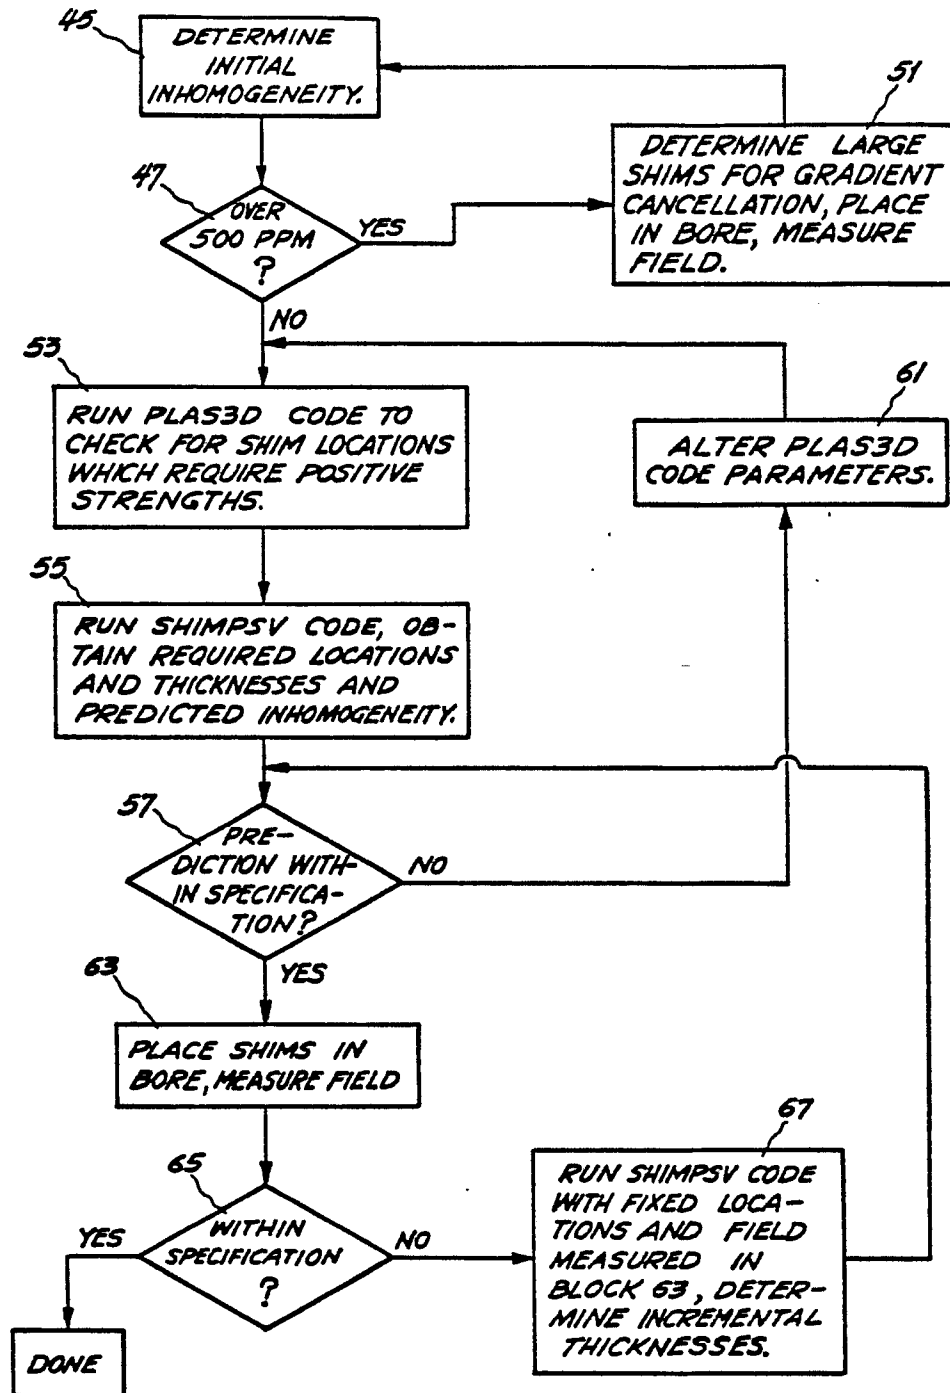 45
DETERMINE
INITIAL
INHOMOGENEITY.
51
DETERMINE LARGE
SHIMS FOR GRADIENT
CANCELLATION, PLACE
IN BORE, MEASURE
FIELD.
47
OVER
500 PPM
?
YES
NO
53
RUN PLAS3D CODE TO
CHECK FOR SHIM LOCATIONS
WHICH REQUIRE POSITIVE
STRENGTHS.
61
ALTER PLAS3D
CODE PARAMETERS.
55
RUN SHIMPSV CODE, OB-
TAIN REQUIRED LOCATIONS
AND THICKNESSES AND
PREDICTED INHOMOGENEITY.
57
PRE-
DICTION WITH-
IN SPECIFICA-
TION?
NO
YES
63
PLACE SHIMS IN
BORE, MEASURE FIELD
65
WITHIN
SPECIFICATION
?
YES
NO
67
RUN SHIMPSV CODE
WITH FIXED LOCA-
TIONS AND FIELD
MEASURED IN
BLOCK 63, DETER-
MINE INCREMENTAL
THICKNESSES.
DONE